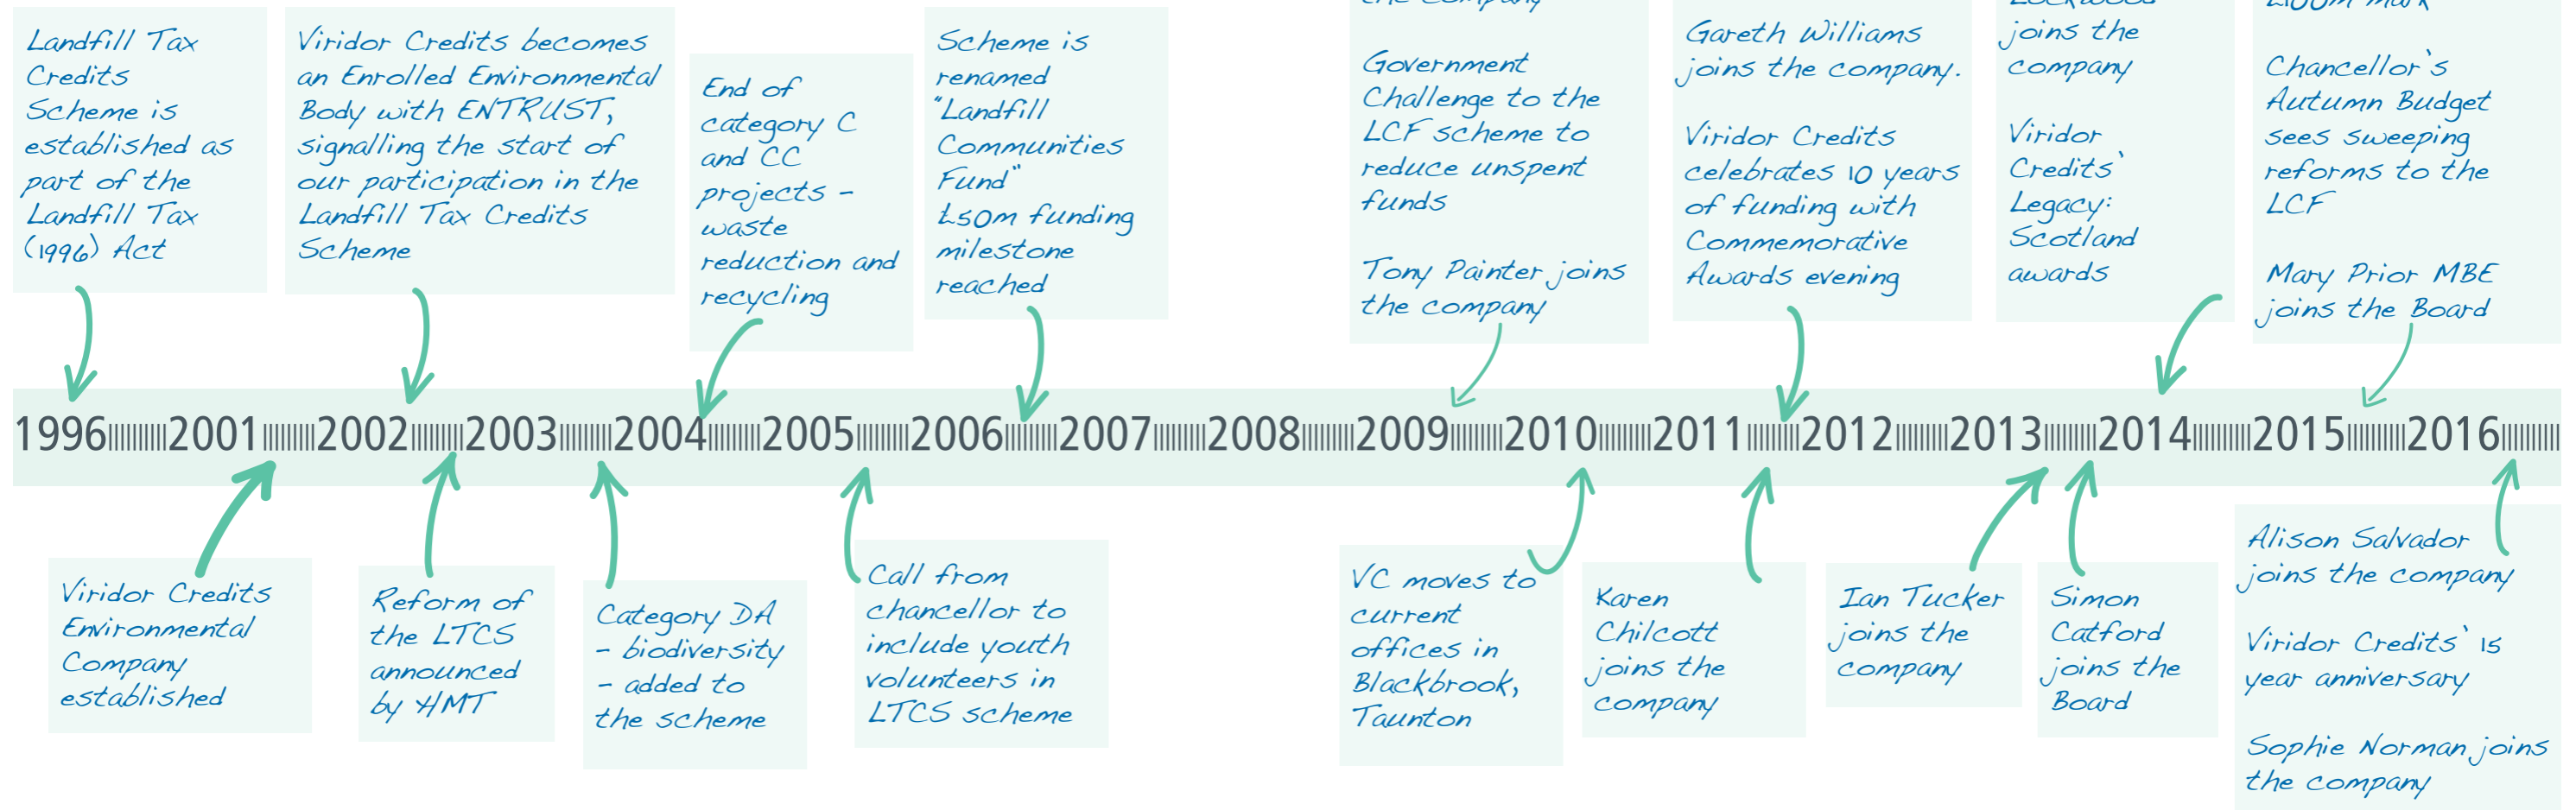 Landfill Tax
Credits
Scheme is
established as
part of the
Landfill Tax
(1996) Act
Viridor Credits becomes
an Enrolled Environmental
Body with ENTRUST,
signalling the start of
our participation in the
Landfill Tax Credits
Scheme
End of
category C
and CC
projects -
waste
reduction and
recycling
Scheme is
renamed
"Landfill
Communities
Fund"
£50m funding
milestone
reached
the company
Government
Challenge to the
LCF scheme to
reduce unspent
funds
Tony Painter joins
the company
Gareth Williams
joins the company.
Viridor Credits
celebrates 10 years
of funding with
Commemorative
Awards evening
Lockwood
joins the
company
Viridor
Credits'
Legacy:
Scotland
awards
£100m mark
Chancellor's
Autumn Budget
sees sweeping
reforms to the
LCF
Mary Prior MBE
joins the Board
1996 2001 2002 2003 2004 2005 2006 2007 2008 2009 2010 2011 2012 2013 2014 2015 2016
Viridor Credits
Environmental
Company
established
Reform of
the LTCS
announced
by HMT
Category DA
- biodiversity
- added to
the scheme
Call from
chancellor to
include youth
volunteers in
LTCS scheme
VC moves to
current
offices in
Blackbrook,
Taunton
Karen
Chilcott
joins the
company
Ian Tucker
joins the
company
Simon
Catford
joins the
Board
Alison Salvador
joins the company
Viridor Credits' 15
year anniversary
Sophie Norman joins
the company